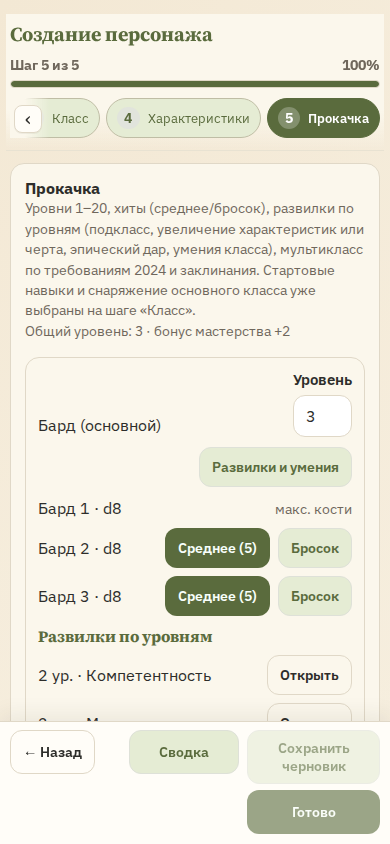 Создание персонажа
Шаг 5 из 5 100%
‹ Класс 4 Характеристики 5 Прокачка
Прокачка
Уровни 1–20, хиты (среднее/бросок), развилки по
уровням (подкласс, увеличение характеристик или
черта, эпический дар, умения класса), мультикласс
по требованиям 2024 и заклинания. Стартовые
навыки и снаряжение основного класса уже
выбраны на шаге «Класс».
Общий уровень: 3 · бонус мастерства +2
Уровень
Бард (основной) 3
Развилки и умения
Бард 1 · d8 макс. кости
Бард 2 · d8 Среднее (5) Бросок
Бард 3 · d8 Среднее (5) Бросок
Развилки по уровням
2 ур. · Компетентность Открыть
← Назад Сводка Сохранить
черновик
Готово